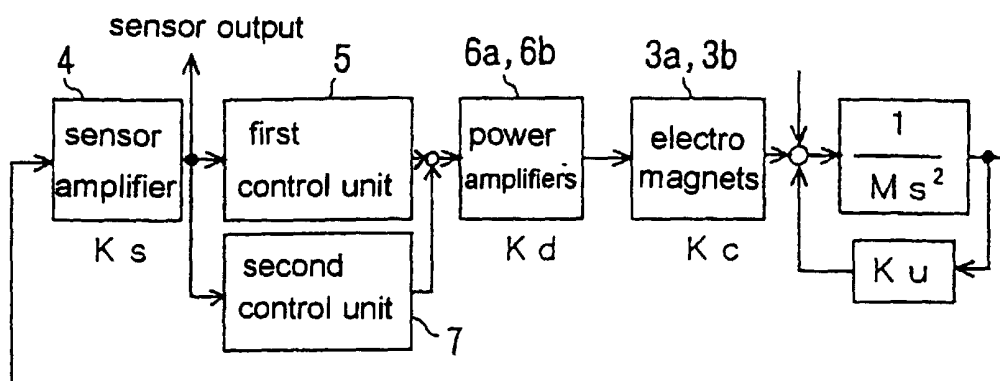 sensor output
4
5
6a, 6b
3a, 3b
sensor
amplifier
first
control unit
power
amplifiers
electro
magnets
1
M s²
K s
K d
K c
K u
second
control unit
7